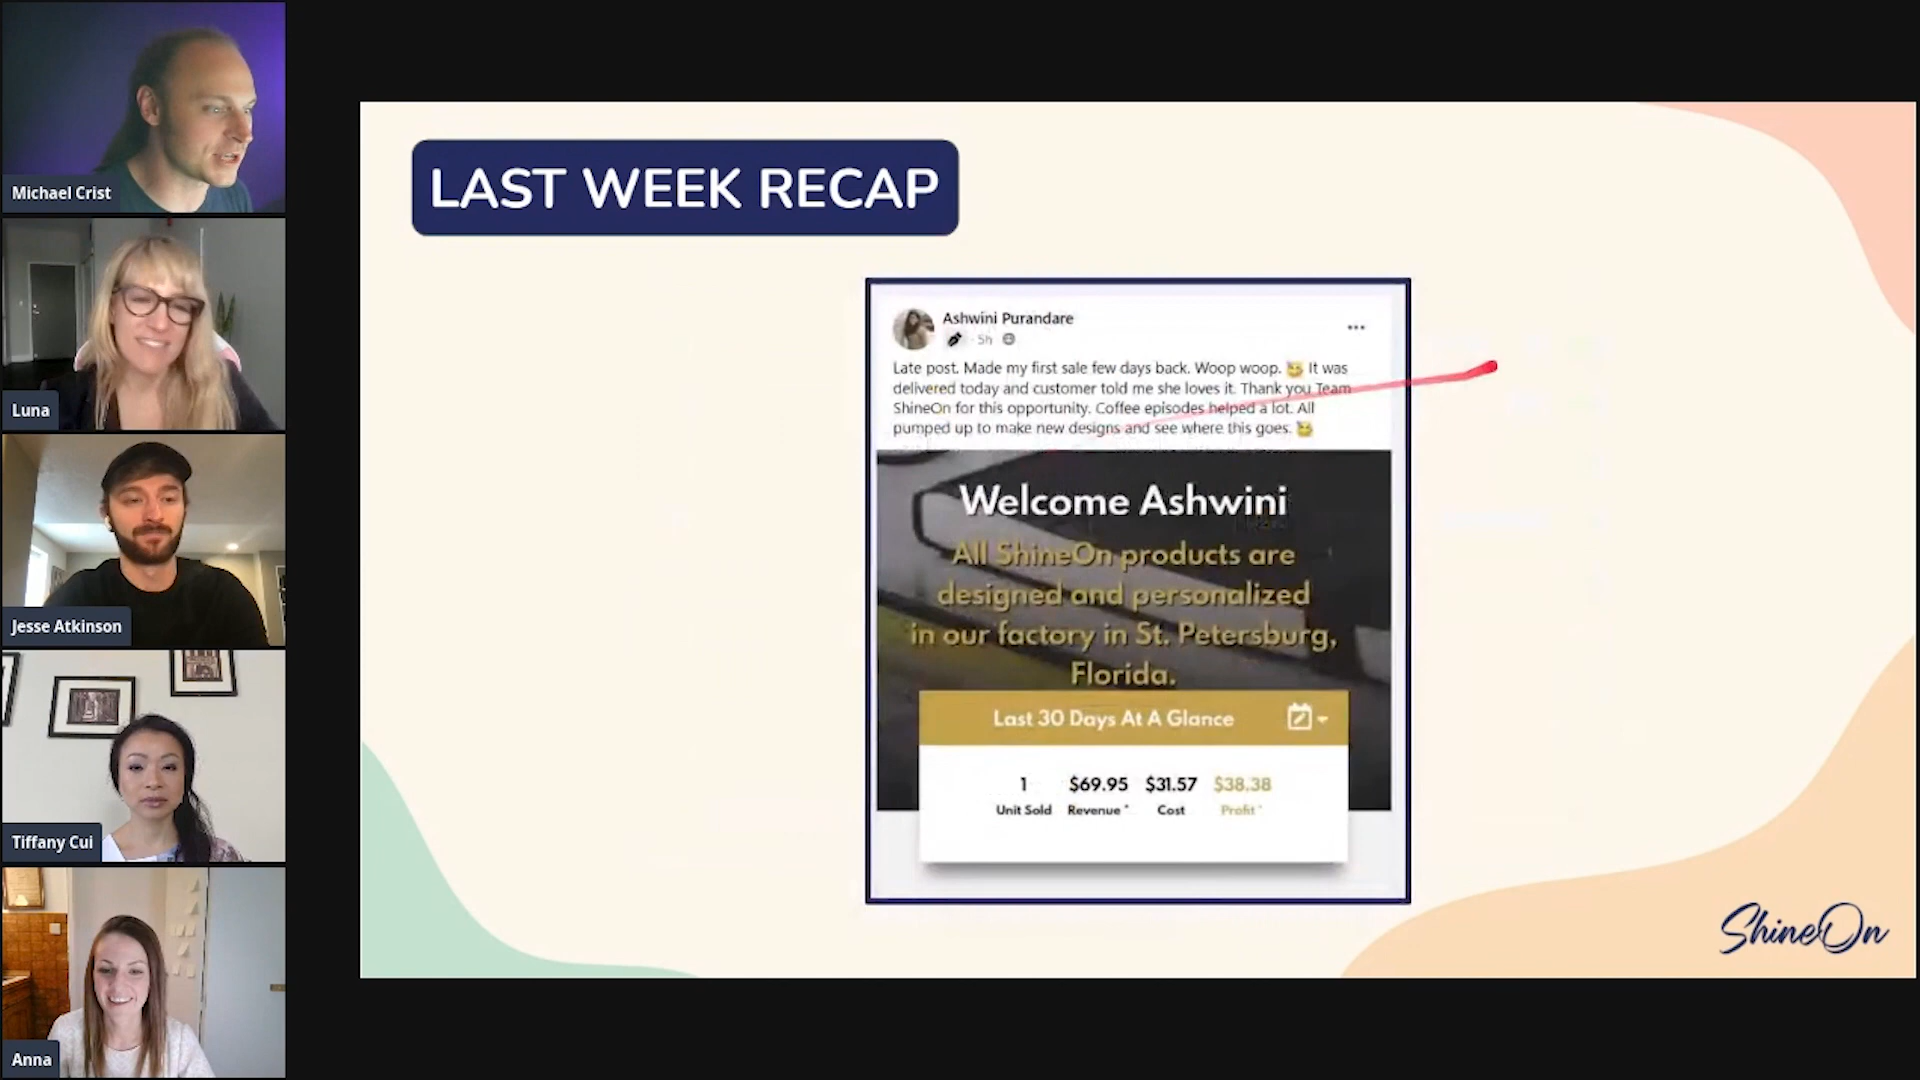 Michael Crist
Luna
Jesse Atkinson
Tiffany Cui
Anna
LAST WEEK RECAP
Ashwini Purandare
5h
Late post. Made my first sale few days back. Woop woop. 😆 It was
delivered today and customer told me she loves it. Thank you Team
ShineOn for this opportunity. Coffee episodes helped a lot. All
pumped up to make new designs and see where this goes. 😆
Welcome Ashwini
All ShineOn products are
designed and personalized
in our factory in St. Petersburg,
Florida.
Last 30 Days At A Glance
1 $69.95 $31.57 $38.38
Unit Sold Revenue * Cost Profit *
ShineOn